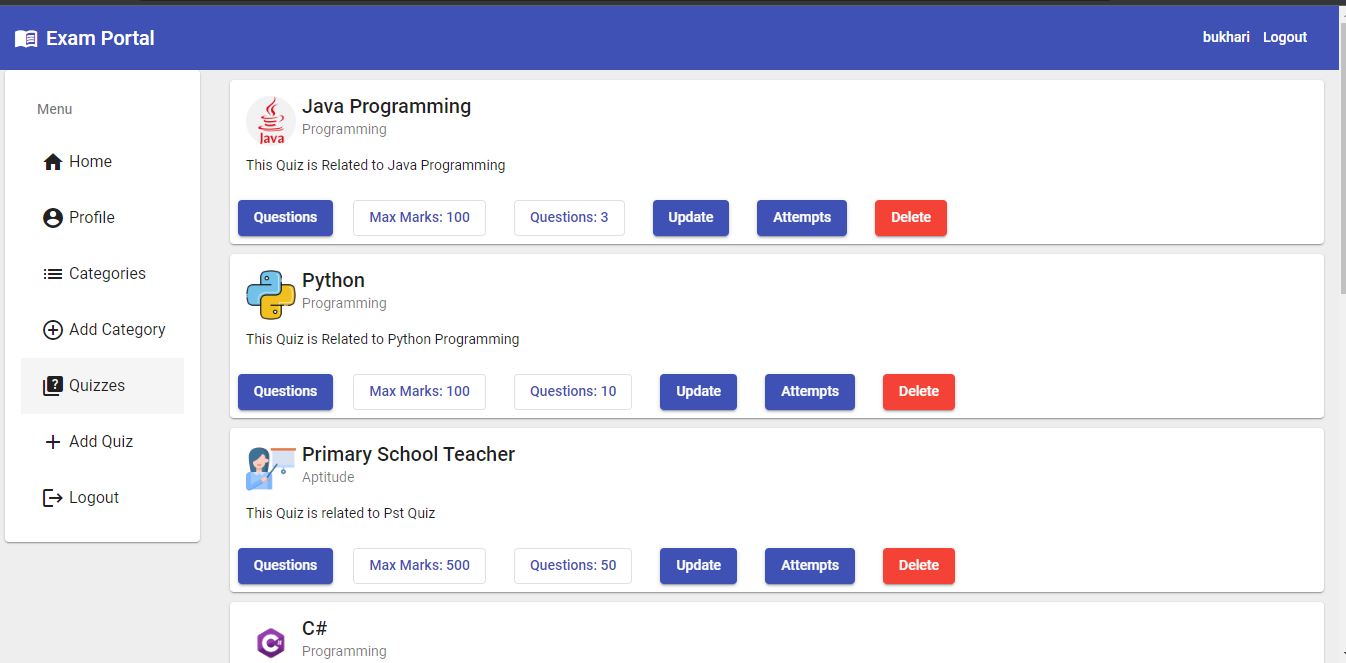 Exam Portal
bukhari Logout
Menu
Home
Profile
Categories
Add Category
Quizzes
Add Quiz
Logout
Java
Java Programming
Programming
This Quiz is Related to Java Programming
Questions Max Marks: 100 Questions: 3 Update Attempts Delete
Python
Programming
This Quiz is Related to Python Programming
Questions Max Marks: 100 Questions: 10 Update Attempts Delete
Primary School Teacher
Aptitude
This Quiz is related to Pst Quiz
Questions Max Marks: 500 Questions: 50 Update Attempts Delete
C#
Programming